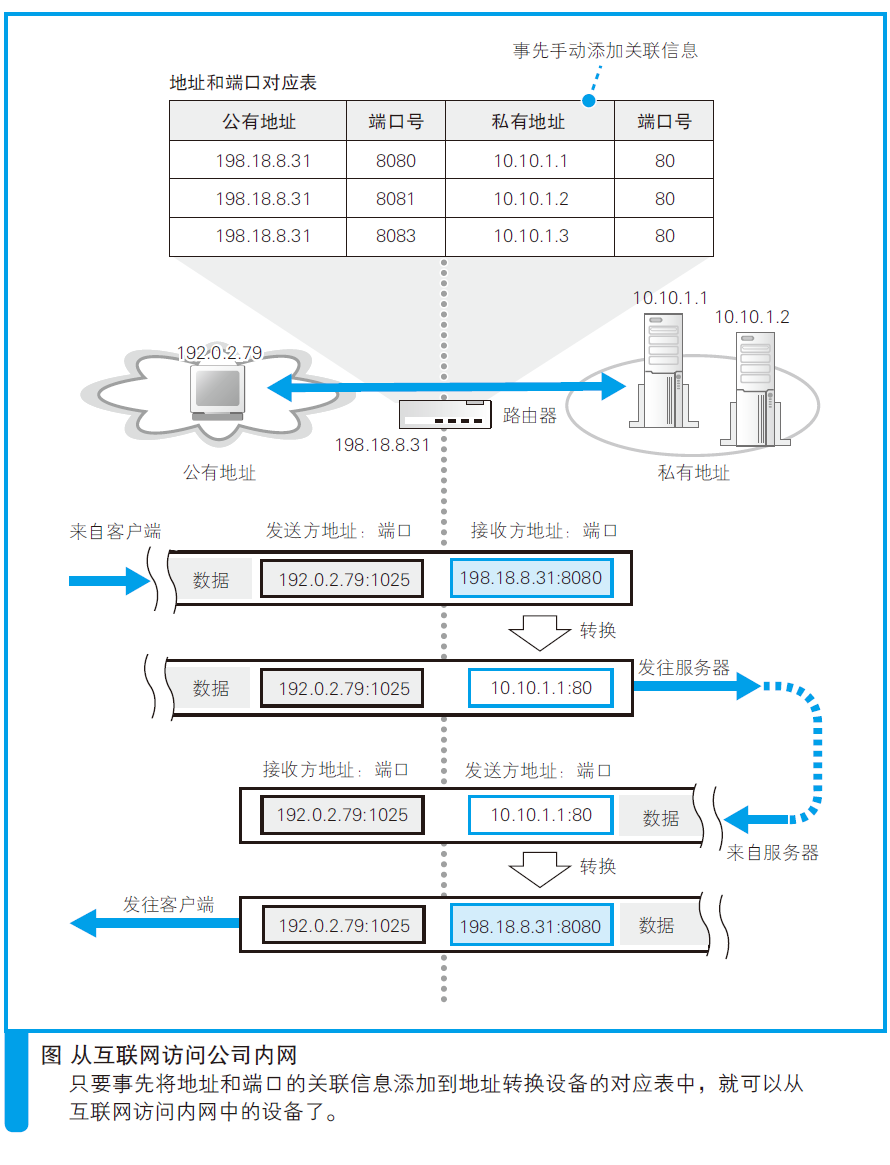 事先手动添加关联信息
地址和端口对应表
公有地址 端口号 私有地址 端口号
198.18.8.31 8080 10.10.1.1 80
198.18.8.31 8081 10.10.1.2 80
198.18.8.31 8083 10.10.1.3 80
10.10.1.1
10.10.1.2
192.0.2.79
路由器
198.18.8.31
公有地址
私有地址
来自客户端
发送方地址：端口 接收方地址：端口
数据 192.0.2.79:1025 198.18.8.31:8080
转换
发往服务器
数据 192.0.2.79:1025 10.10.1.1:80
接收方地址：端口 发送方地址：端口
192.0.2.79:1025 10.10.1.1:80 数据
来自服务器
转换
发往客户端
192.0.2.79:1025 198.18.8.31:8080 数据
图 从互联网访问公司内网
只要事先将地址和端口的关联信息添加到地址转换设备的对应表中，就可以从
互联网访问内网中的设备了。